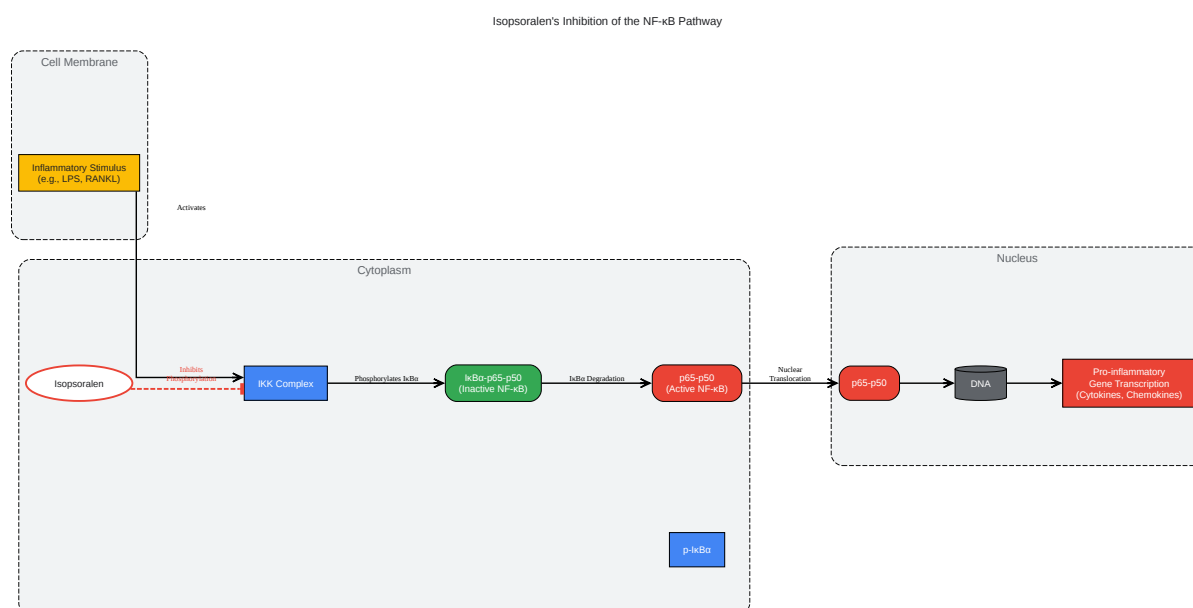 Isopsoralen's Inhibition of the NF-κB Pathway
Cell Membrane
Inflammatory Stimulus
(e.g., LPS, RANKL)
Activates
Cytoplasm
Nucleus
Isopsoralen
Inhibits
Phosphorylation
IKK Complex
Phosphorylates IκBα
IκBα-p65-p50
(Inactive NF-κB)
IκBα Degradation
p65-p50
(Active NF-κB)
Nuclear
Translocation
p65-p50
DNA
Pro-inflammatory
Gene Transcription
(Cytokines, Chemokines)
p-IκBα